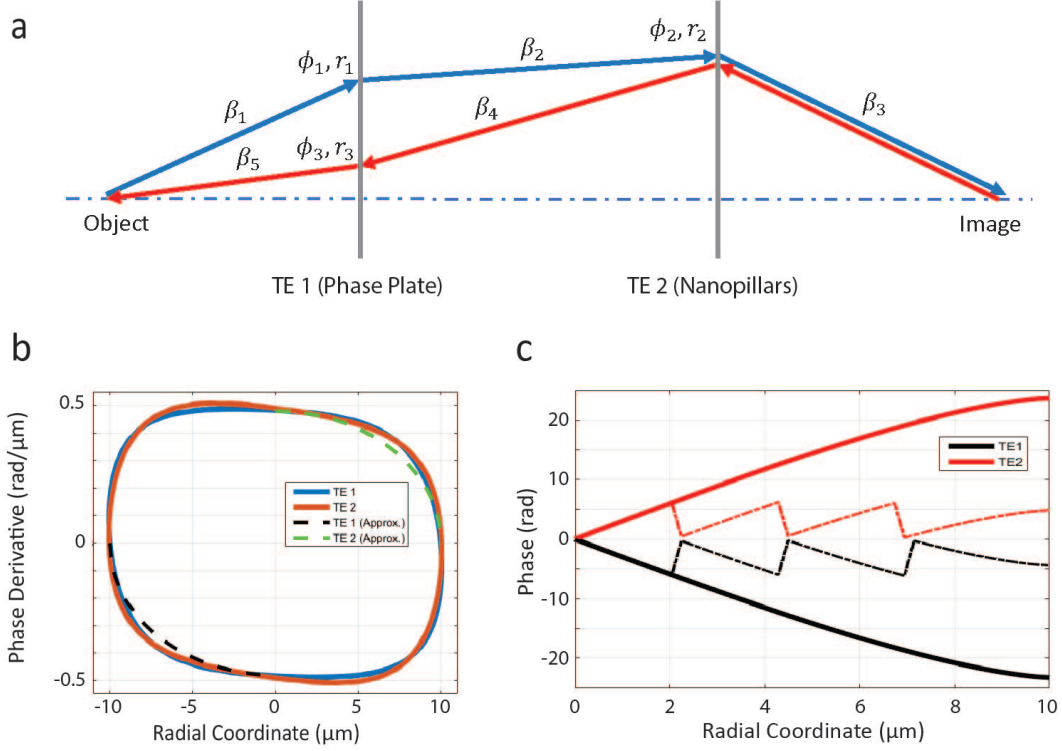 a
ϕ₁, r₁
β₂
ϕ₂, r₂
β₁
β₄
β₃
β₅
ϕ₃, r₃
Object
Image
TE 1 (Phase Plate)
TE 2 (Nanopillars)
b
Phase Derivative (rad/μm)
0.5
0
-0.5
TE 1
TE 2
TE 1 (Approx.)
TE 2 (Approx.)
-10
-5
0
5
10
Radial Coordinate (μm)
c
Phase (rad)
20
10
0
-10
-20
TE1
TE2
0
2
4
6
8
10
Radial Coordinate (μm)